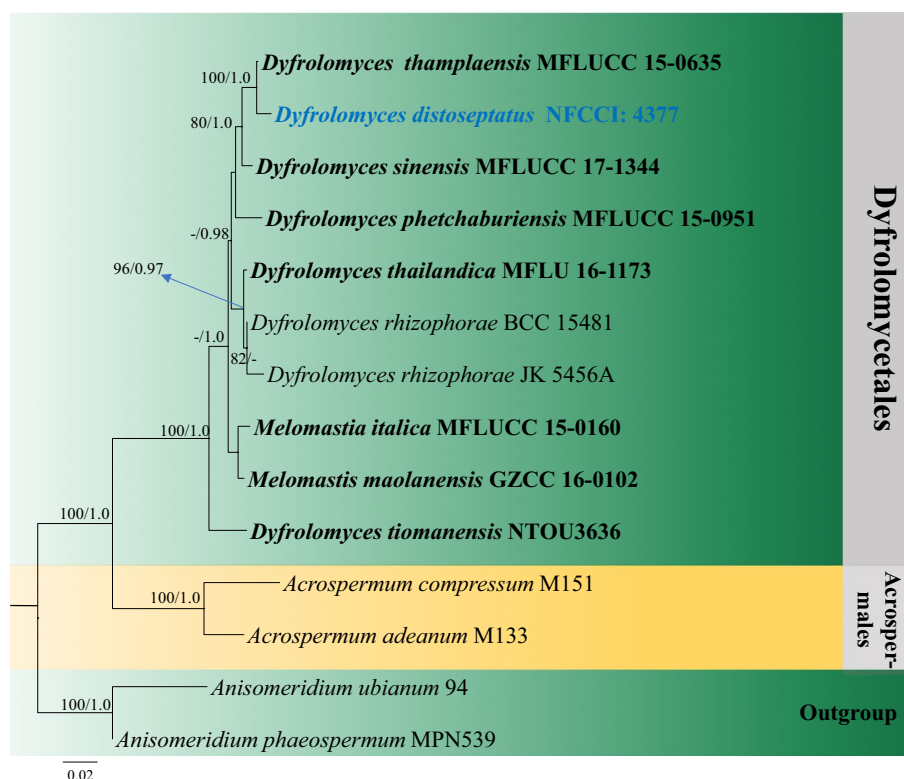 Dyfrolomyces thamplaensis MFLUCC 15-0635
100/1.0
Dyfrolomyces distoseptatus NFCCI: 4377
80/1.0
Dyfrolomyces sinensis MFLUCC 17-1344
Dyfrolomyces phetchaburiensis MFLUCC 15-0951
-/0.98
96/0.97
Dyfrolomyces thailandica MFLU 16-1173
Dyfrolomyces rhizophorae BCC 15481
-/1.0
82/-
Dyfrolomyces rhizophorae JK 5456A
Melomastia italica MFLUCC 15-0160
100/1.0
Melomastis maolanensis GZCC 16-0102
100/1.0
Dyfrolomyces tiomanensis NTOU3636
Dyfrolomycetales
Acrospermum compressum M151
100/1.0
Acrospermum adeanum M133
Acrosper-
males
Anisomeridium ubianum 94
100/1.0
Outgroup
Anisomeridium phaeospermum MPN539
0.02